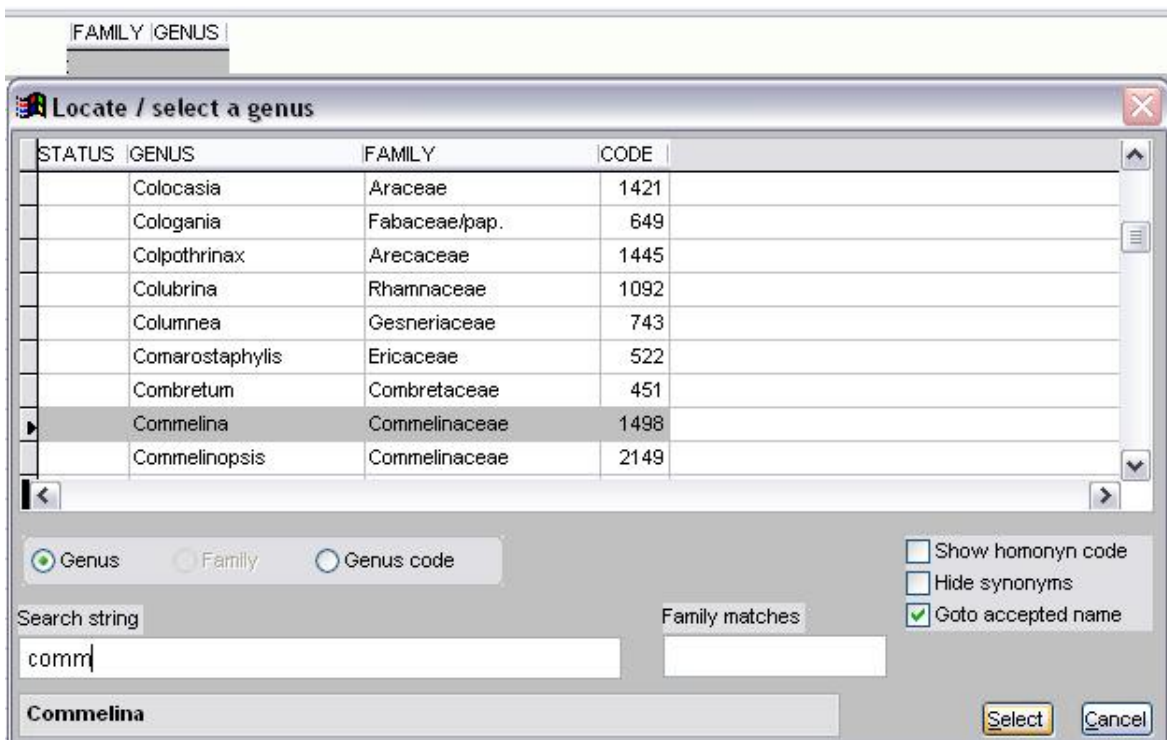 FAMILY GENUS
Locate / select a genus
STATUS GENUS FAMILY CODE
Colocasia Araceae 1421
Cologania Fabaceae/pap. 649
Colpothrinax Arecaceae 1445
Colubrina Rhamnaceae 1092
Columnea Gesneriaceae 743
Comarostaphylis Ericaceae 522
Combretum Combretaceae 451
Commelina Commelinaceae 1498
Commelinopsis Commelinaceae 2149
Genus Family Genus code
Show homonyn code
Hide synonyms
Goto accepted name
Search string
Family matches
comm
Commelina
Select Cancel